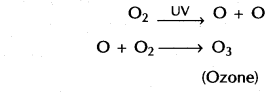 O₂ UV⟶ O + O
O + O₂ ⟶ O₃
(Ozone)